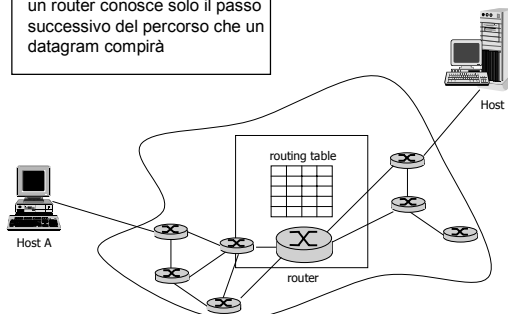 un router conosce solo il passo
successivo del percorso che un
datagram compirà
Host
routing table
Host A
router